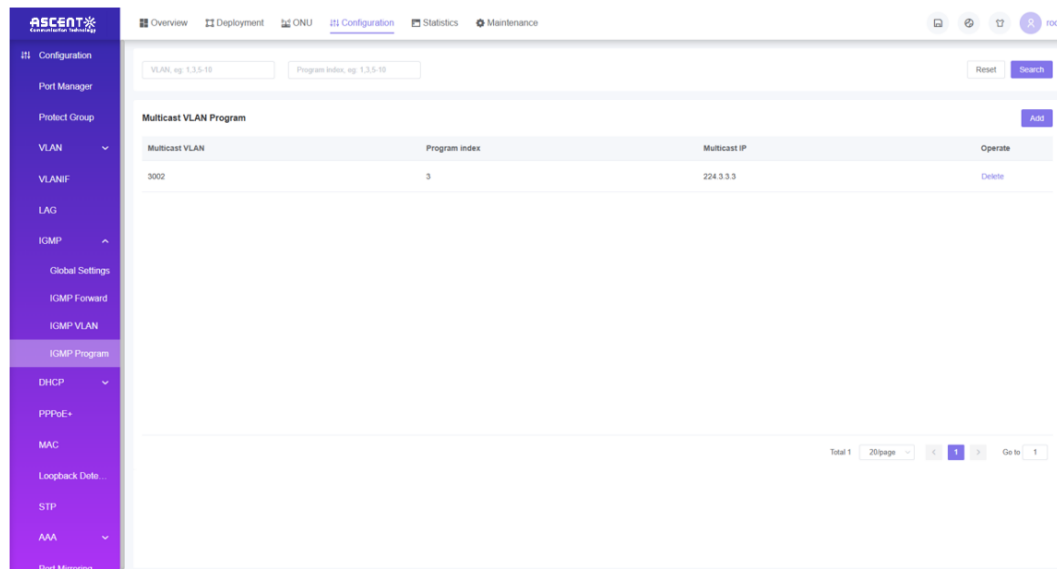 ASCENT
Communication Technology
Overview Deployment ONU Configuration Statistics Maintenance
Configuration
VLAN, eg: 1,3,5-10 Program index, eg: 1,3,5-10 Reset Search
Port Manager
Protect Group
Multicast VLAN Program Add
VLAN
Multicast VLAN Program index Multicast IP Operate
VLANIF
3002 3 224.3.3.3 Delete
LAG
IGMP
Global Settings
IGMP Forward
IGMP VLAN
IGMP Program
DHCP
PPPoE+
MAC
Total 1 20/page 1 Go to 1
Loopback Dete...
STP
AAA
Port Mirroring